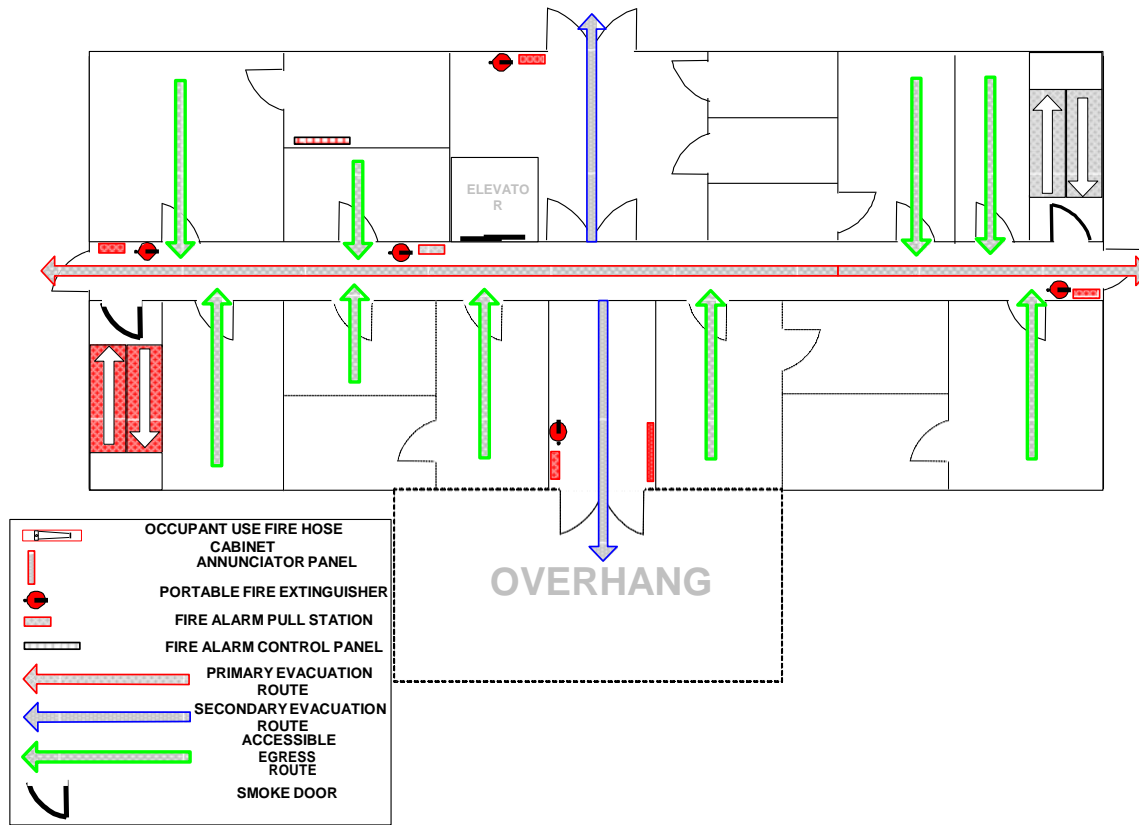 ELEVATO
R
OVERHANG
OCCUPANT USE FIRE HOSE
CABINET
ANNUNCIATOR PANEL
PORTABLE FIRE EXTINGUISHER
FIRE ALARM PULL STATION
FIRE ALARM CONTROL PANEL
PRIMARY EVACUATION
ROUTE
SECONDARY EVACUATION
ROUTE
ACCESSIBLE
EGRESS
ROUTE
SMOKE DOOR